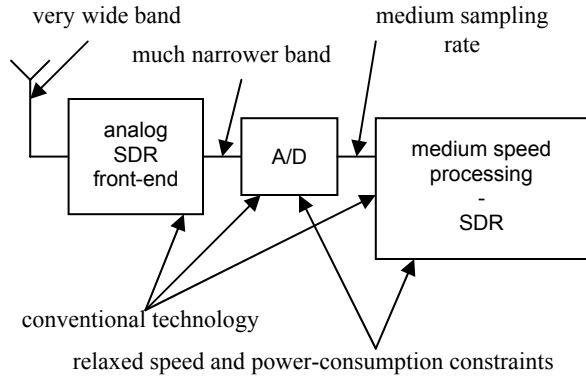 very wide band
medium sampling
rate
much narrower band
analog
SDR
front-end
A/D
medium speed
processing
-
SDR
conventional technology
relaxed speed and power-consumption constraints